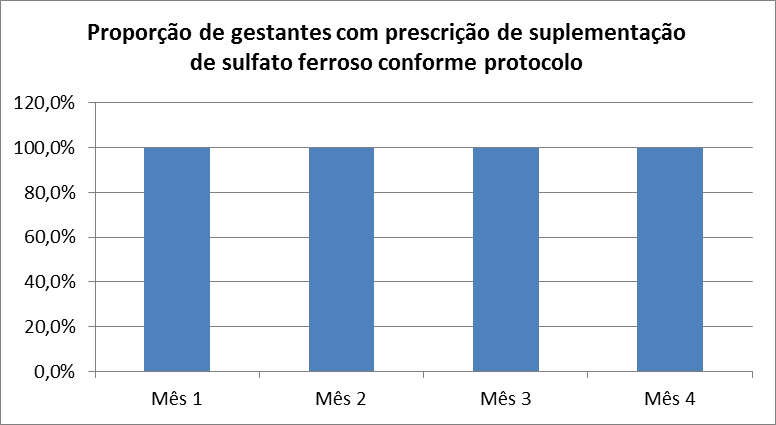 Proporção de gestantes com prescrição de suplementação
de sulfato ferroso conforme protocolo
120,0%
100,0%
80,0%
60,0%
40,0%
20,0%
0,0%
Mês 1 Mês 2 Mês 3 Mês 4